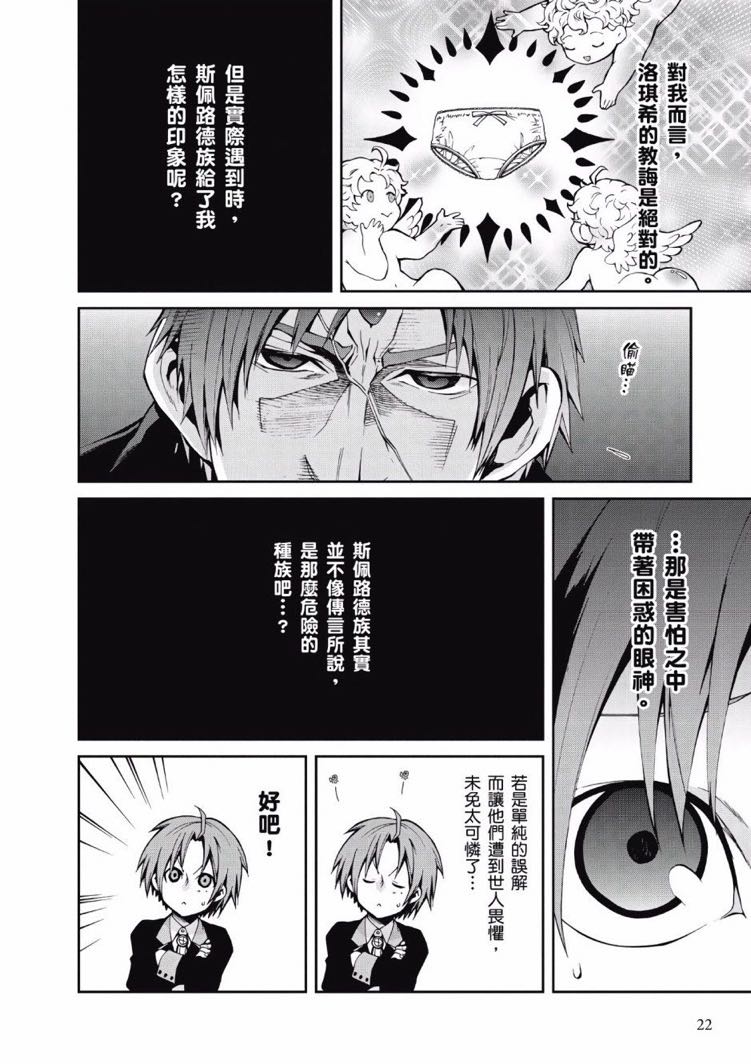 對我而言，
洛琪希的教誨是絕對的。
但是實際遇到時，
斯佩路德族給了我
怎樣的印象呢？
偷瞄…
…那是害怕之中
帶著困惑的眼神。
斯佩路德族其實
並不像傳言所說，
是那麼危險的
種族吧…？
若是單純的誤解
而讓他們遭到世人畏懼，
未免太可憐了…
嗯
嗯
好吧！
22